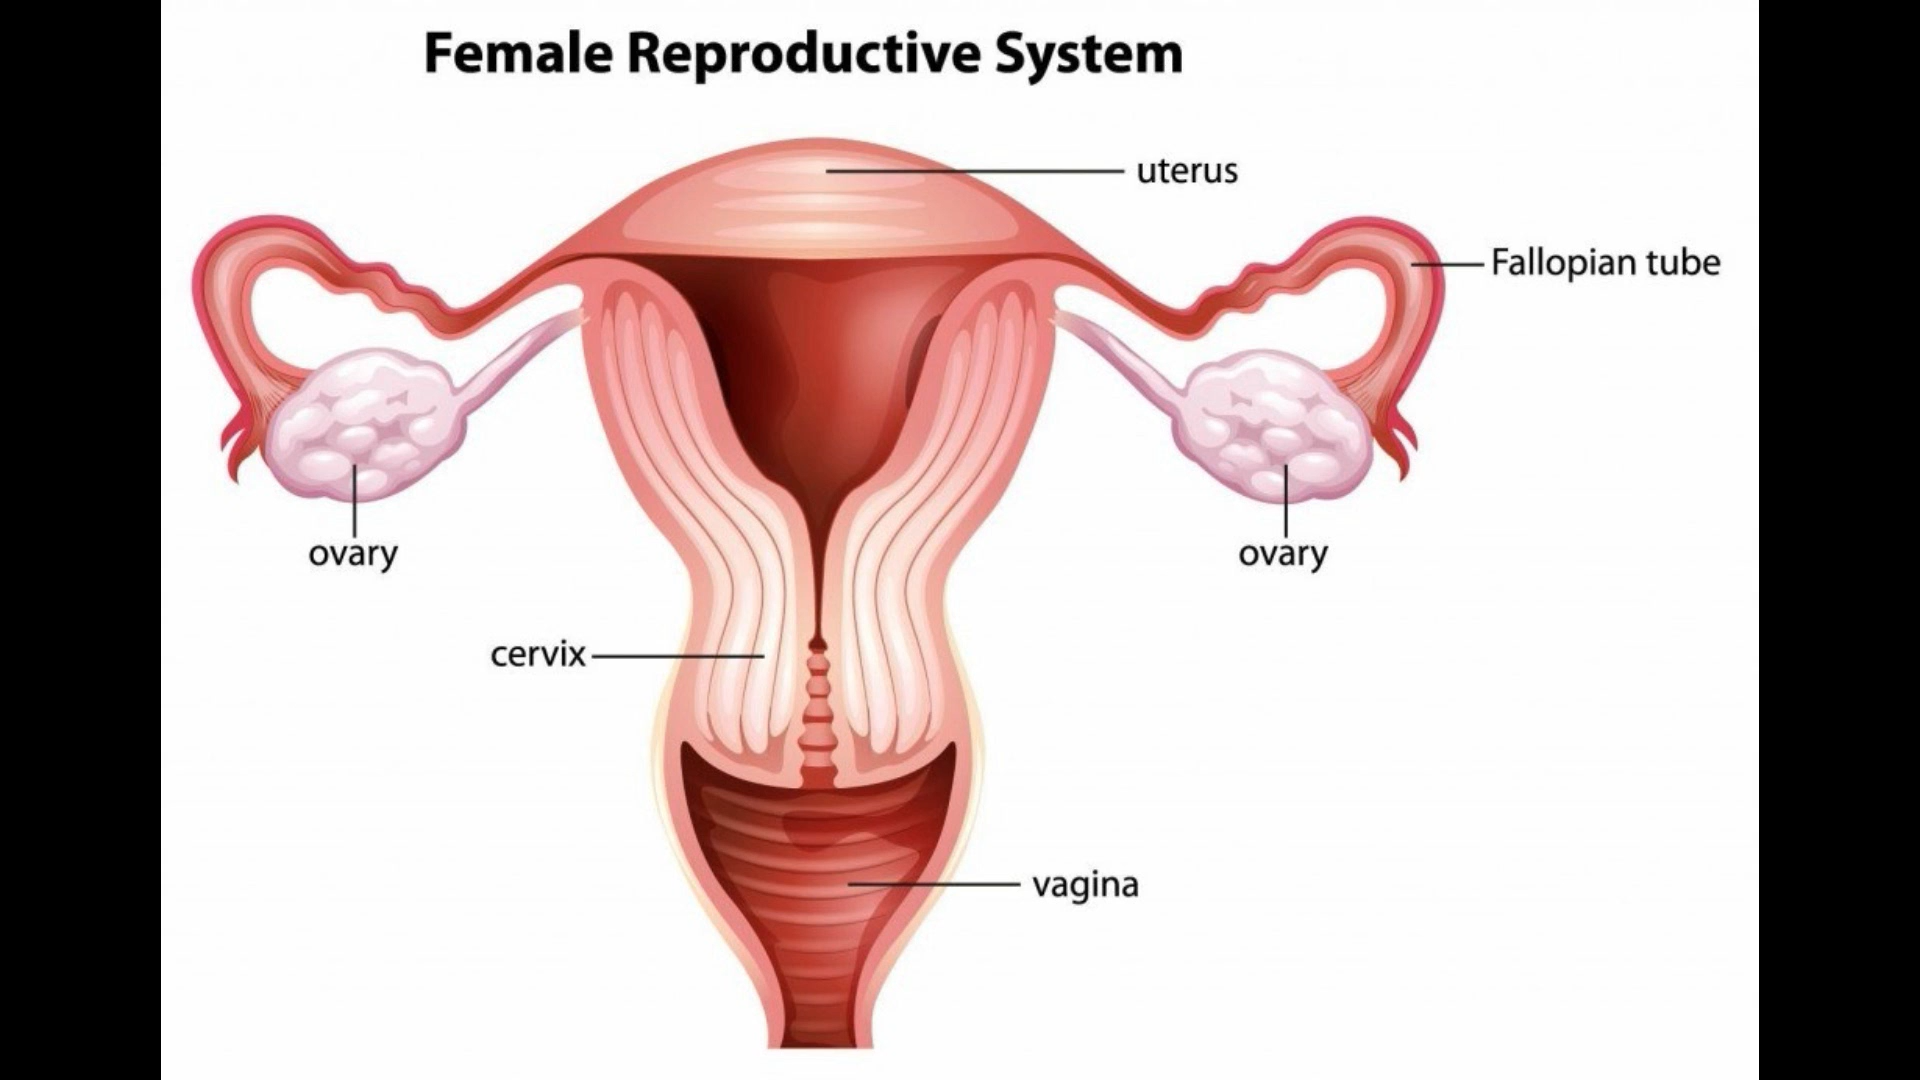 Female Reproductive System
uterus
Fallopian tube
ovary
ovary
cervix
vagina